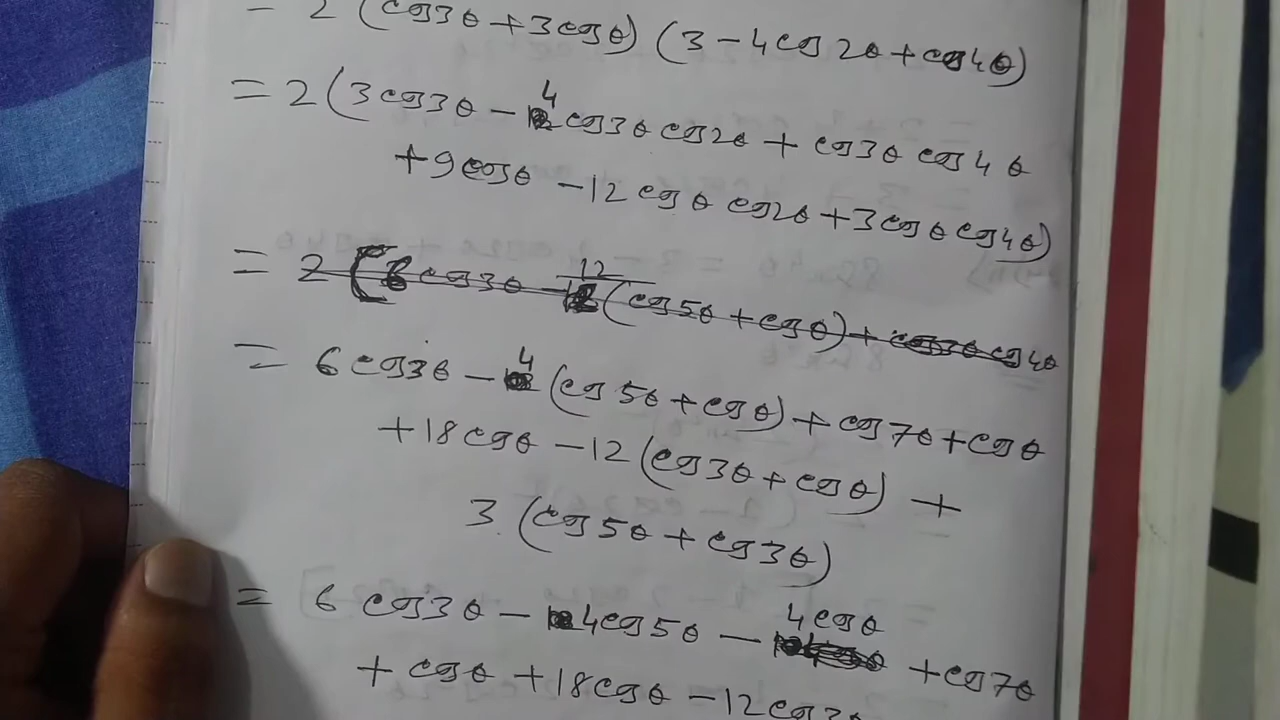 = 2 (cos3θ + 3cosθ) (3 - 4cos2θ + cos4θ)
= 2 (3cos3θ - 4cos3θ cos2θ + cos3θ cos4θ
+ 9cosθ - 12cosθ cos2θ + 3cosθ cos4θ)
= 2 (3cos3θ - 12 (cos5θ + cosθ) + cos3θ cos4θ
= 6cos3θ - 4 (cos5θ + cosθ) + cos7θ + cosθ
+ 18cosθ - 12 (cos3θ + cosθ) +
3 (cos5θ + cos3θ)
= 6cos3θ - 4cos5θ - 4cosθ + cos7θ
+ cosθ + 18cosθ - 12cos3θ